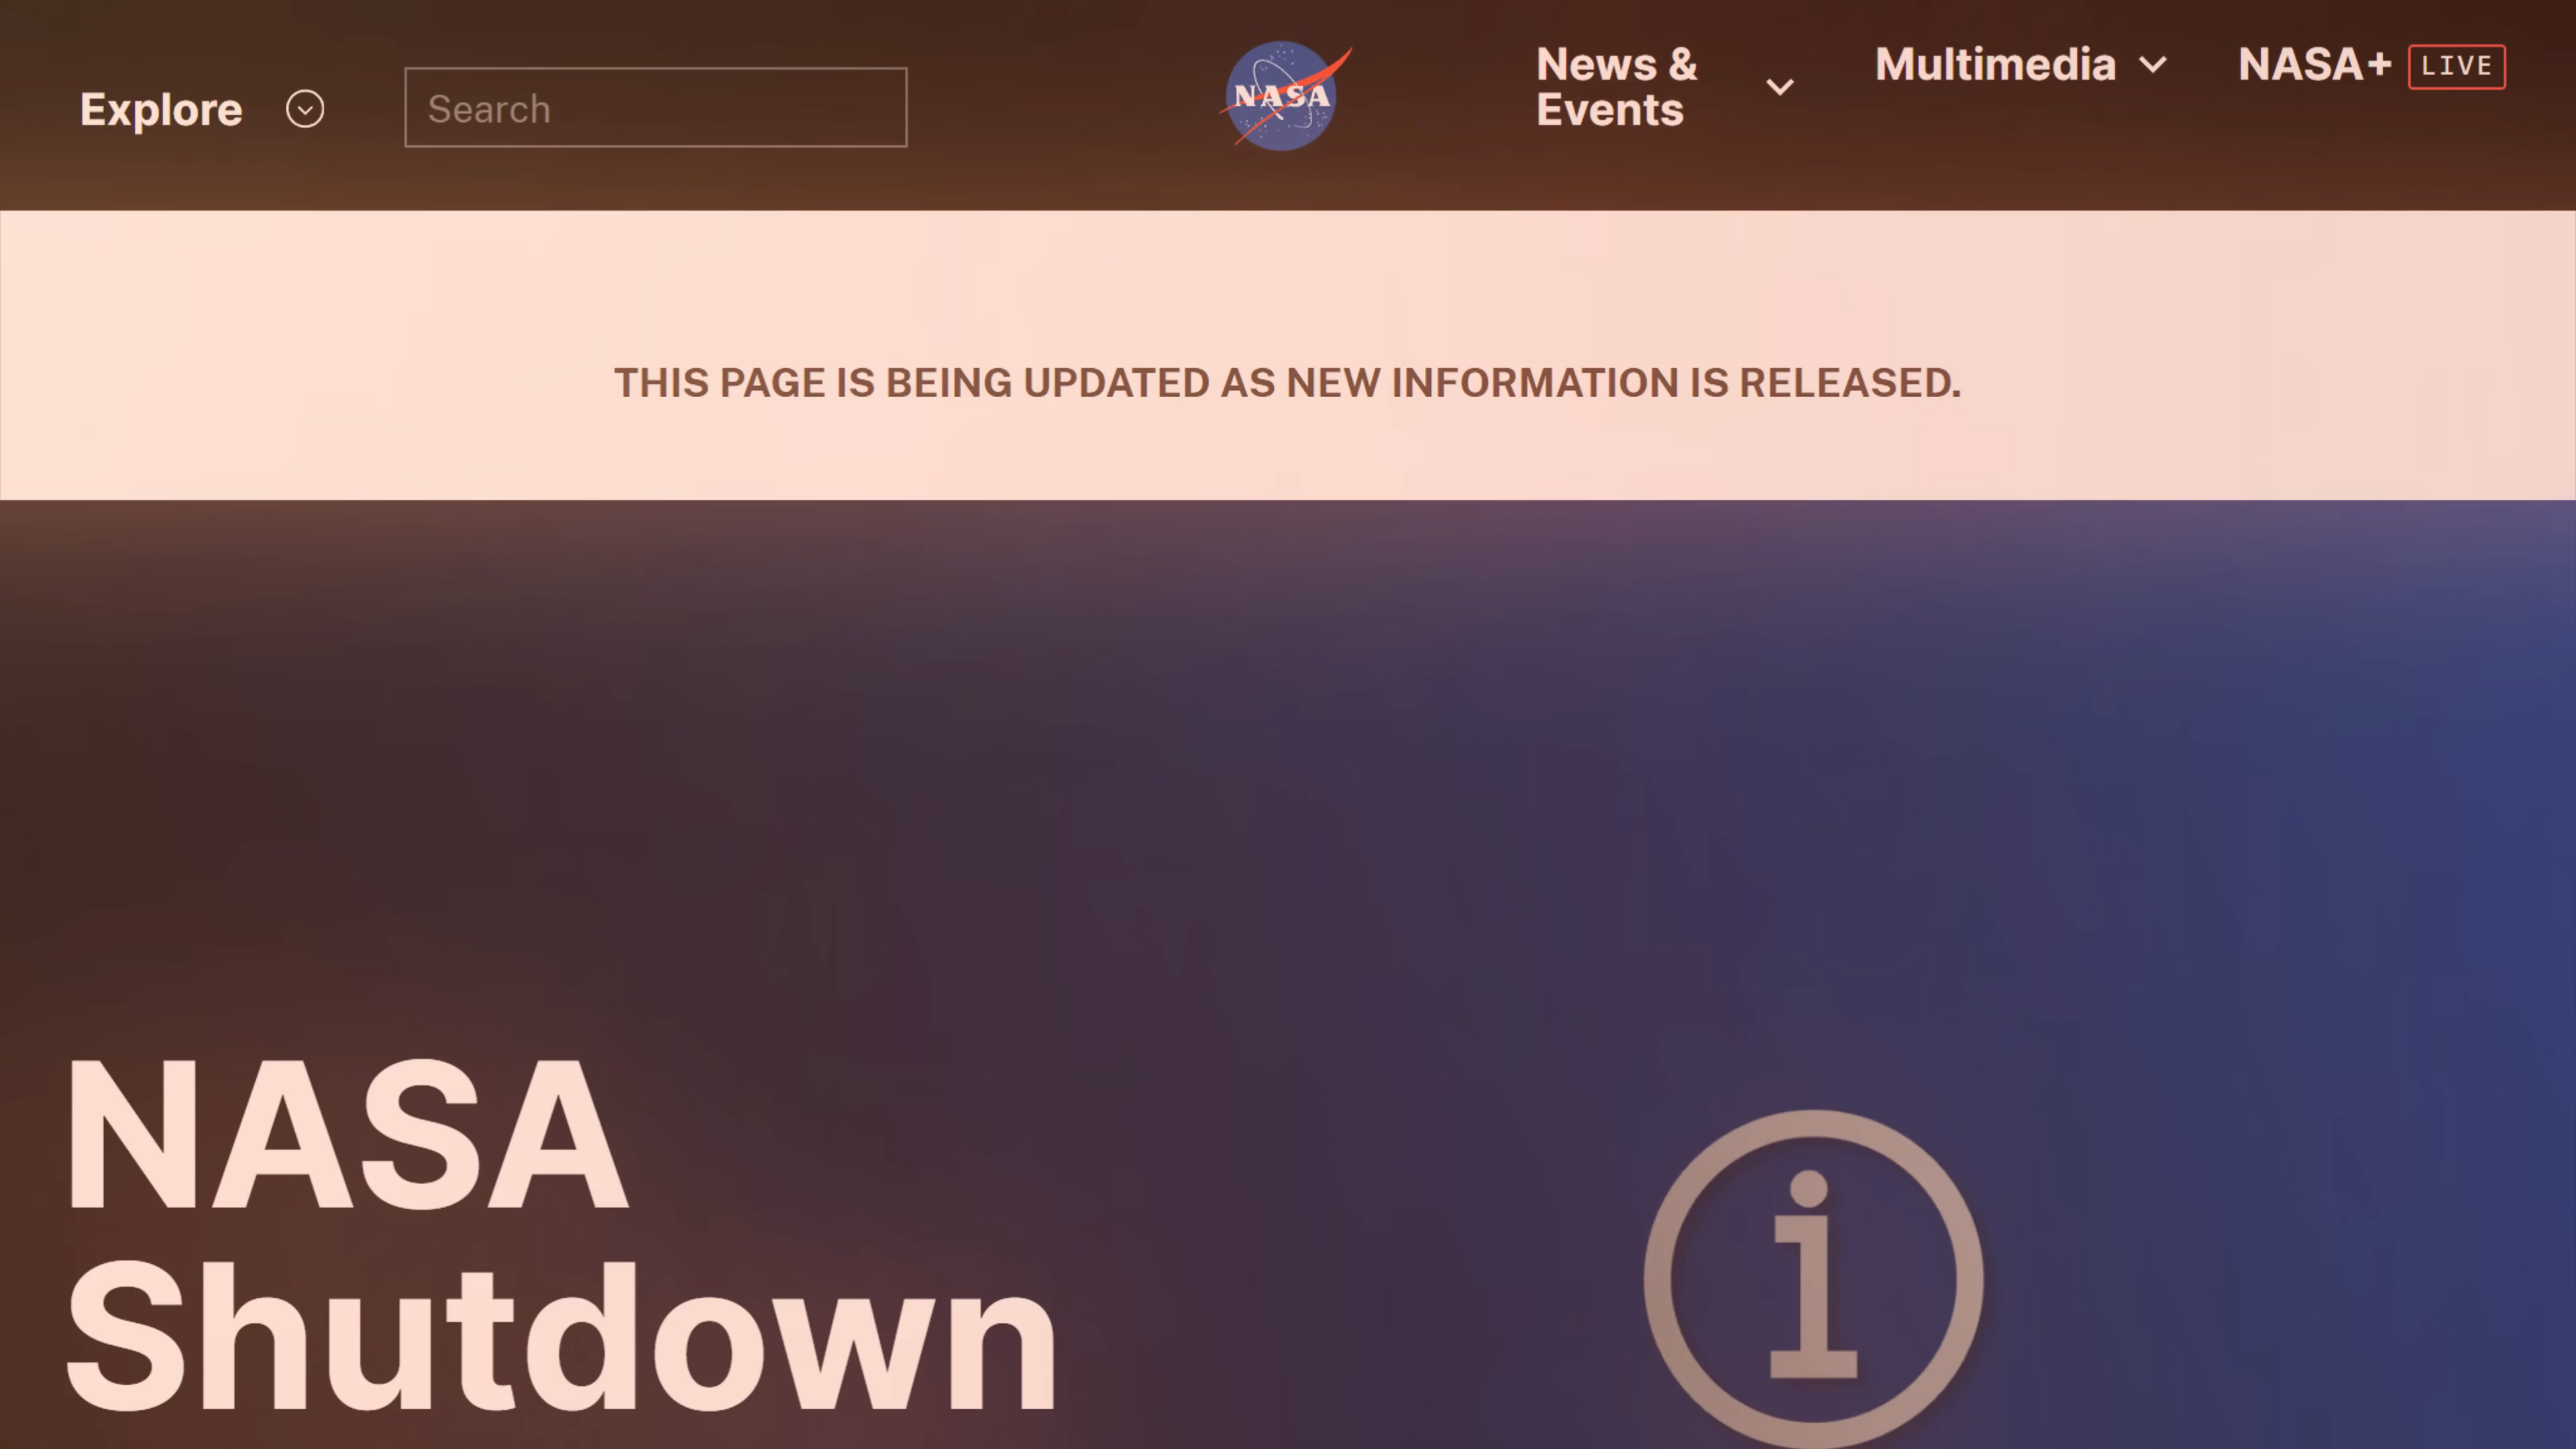 Explore
Search
NASA
News &
Events
Multimedia
NASA+ LIVE
THIS PAGE IS BEING UPDATED AS NEW INFORMATION IS RELEASED.
NASA
Shutdown
i